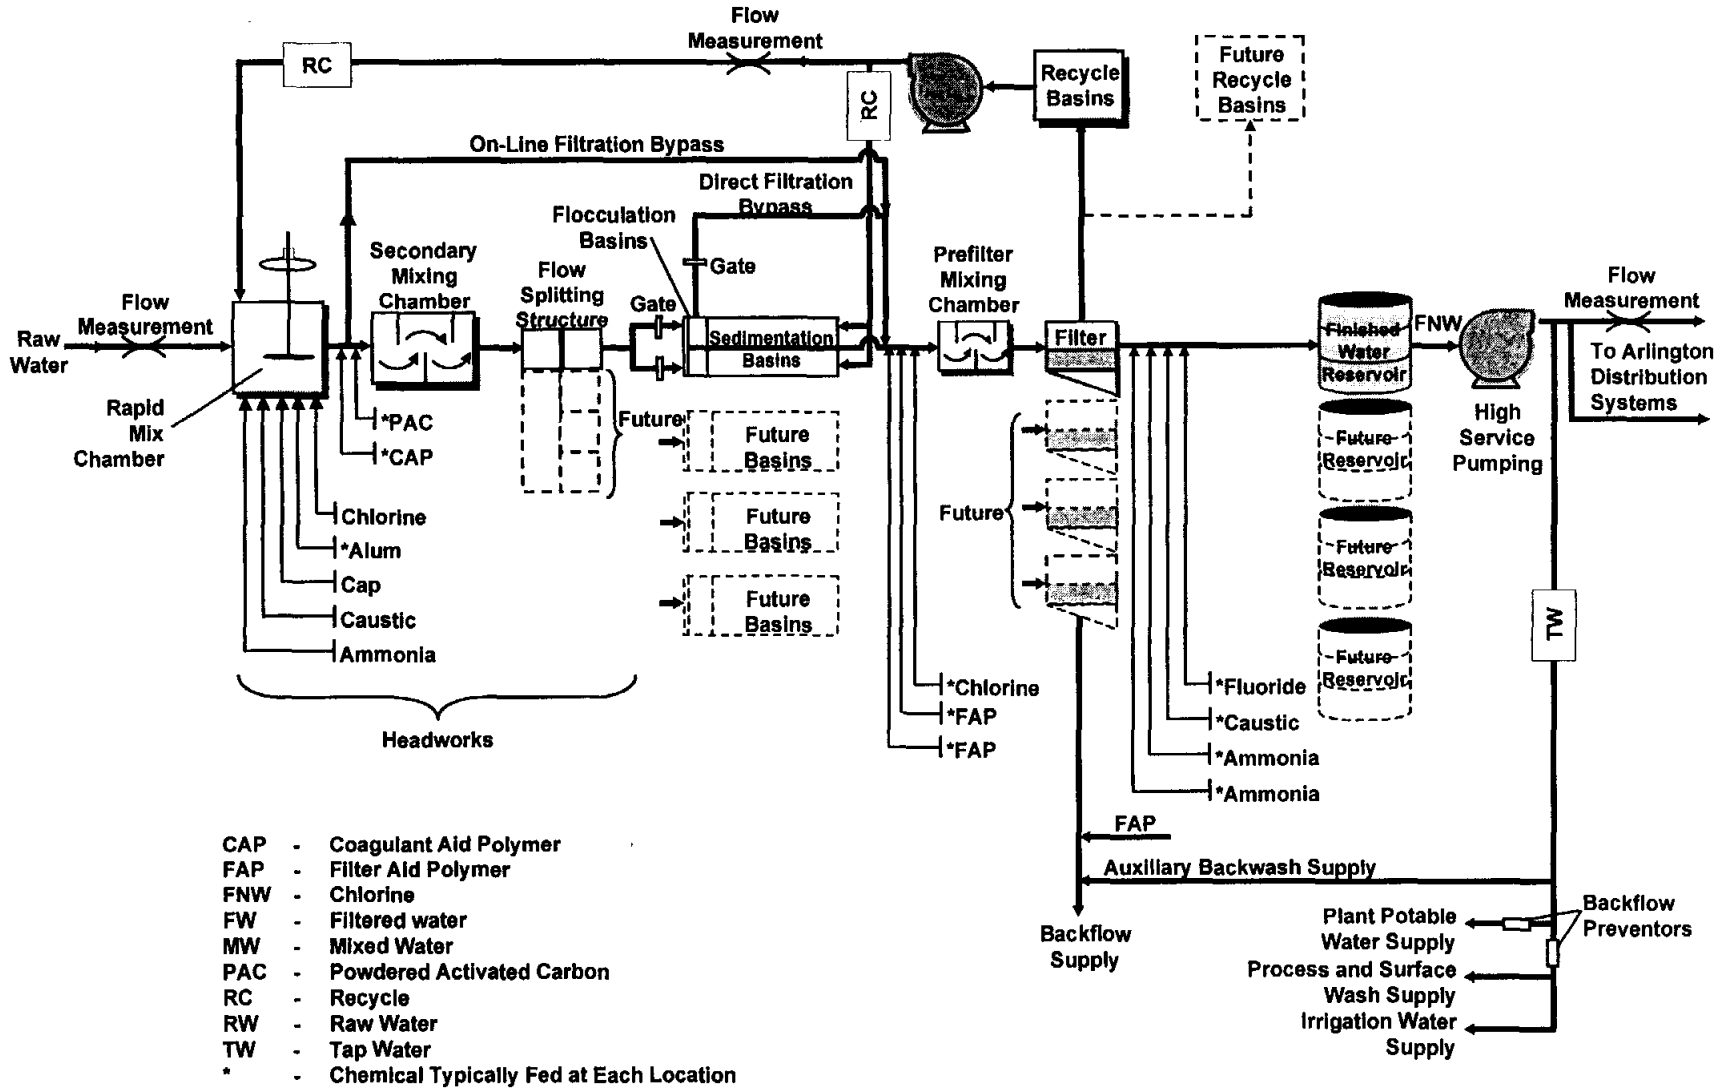 Flow
Measurement
RC
RC
Recycle
Basins
Future
Recycle
Basins
On-Line Filtration Bypass
Direct Filtration
Bypass
Flocculation
Basins
Gate
Secondary
Mixing
Chamber
Flow
Splitting
Structure
Gate
Prefilter
Mixing
Chamber
Flow
Measurement
Raw
Water
Flow
Measurement
Sedimentation
Basins
Filter
Finished
Water
Reservoir
FNW
To Arlington
Distribution
Systems
High
Service
Pumping
Rapid
Mix
Chamber
*PAC
*CAP
Future
Future
Basins
Future
Basins
Future
Basins
Future
Future
Reservoir
Future
Reservoir
Future
Reservoir
Chlorine
*Alum
Cap
Caustic
Ammonia
Headworks
*Chlorine
*FAP
*FAP
*Fluoride
*Caustic
*Ammonia
*Ammonia
TW
FAP
Auxiliary Backwash Supply
Backflow
Supply
Plant Potable
Water Supply
Backflow
Preventors
Process and Surface
Wash Supply
Irrigation Water
Supply
CAP - Coagulant Aid Polymer
FAP - Filter Aid Polymer
FNW - Chlorine
FW - Filtered water
MW - Mixed Water
PAC - Powdered Activated Carbon
RC - Recycle
RW - Raw Water
TW - Tap Water
* - Chemical Typically Fed at Each Location